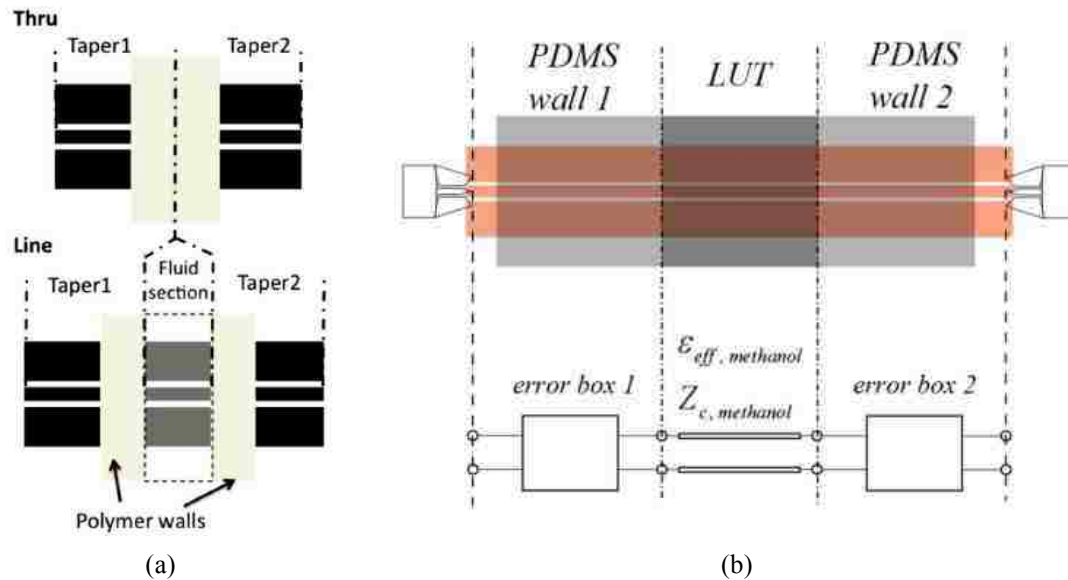 Thru
Taper1
Taper2
Line
Taper1
Fluid
section
Taper2
Polymer walls
(a)
PDMS
wall 1
LUT
PDMS
wall 2
error box 1
ε eff, methanol
Z c, methanol
error box 2
(b)